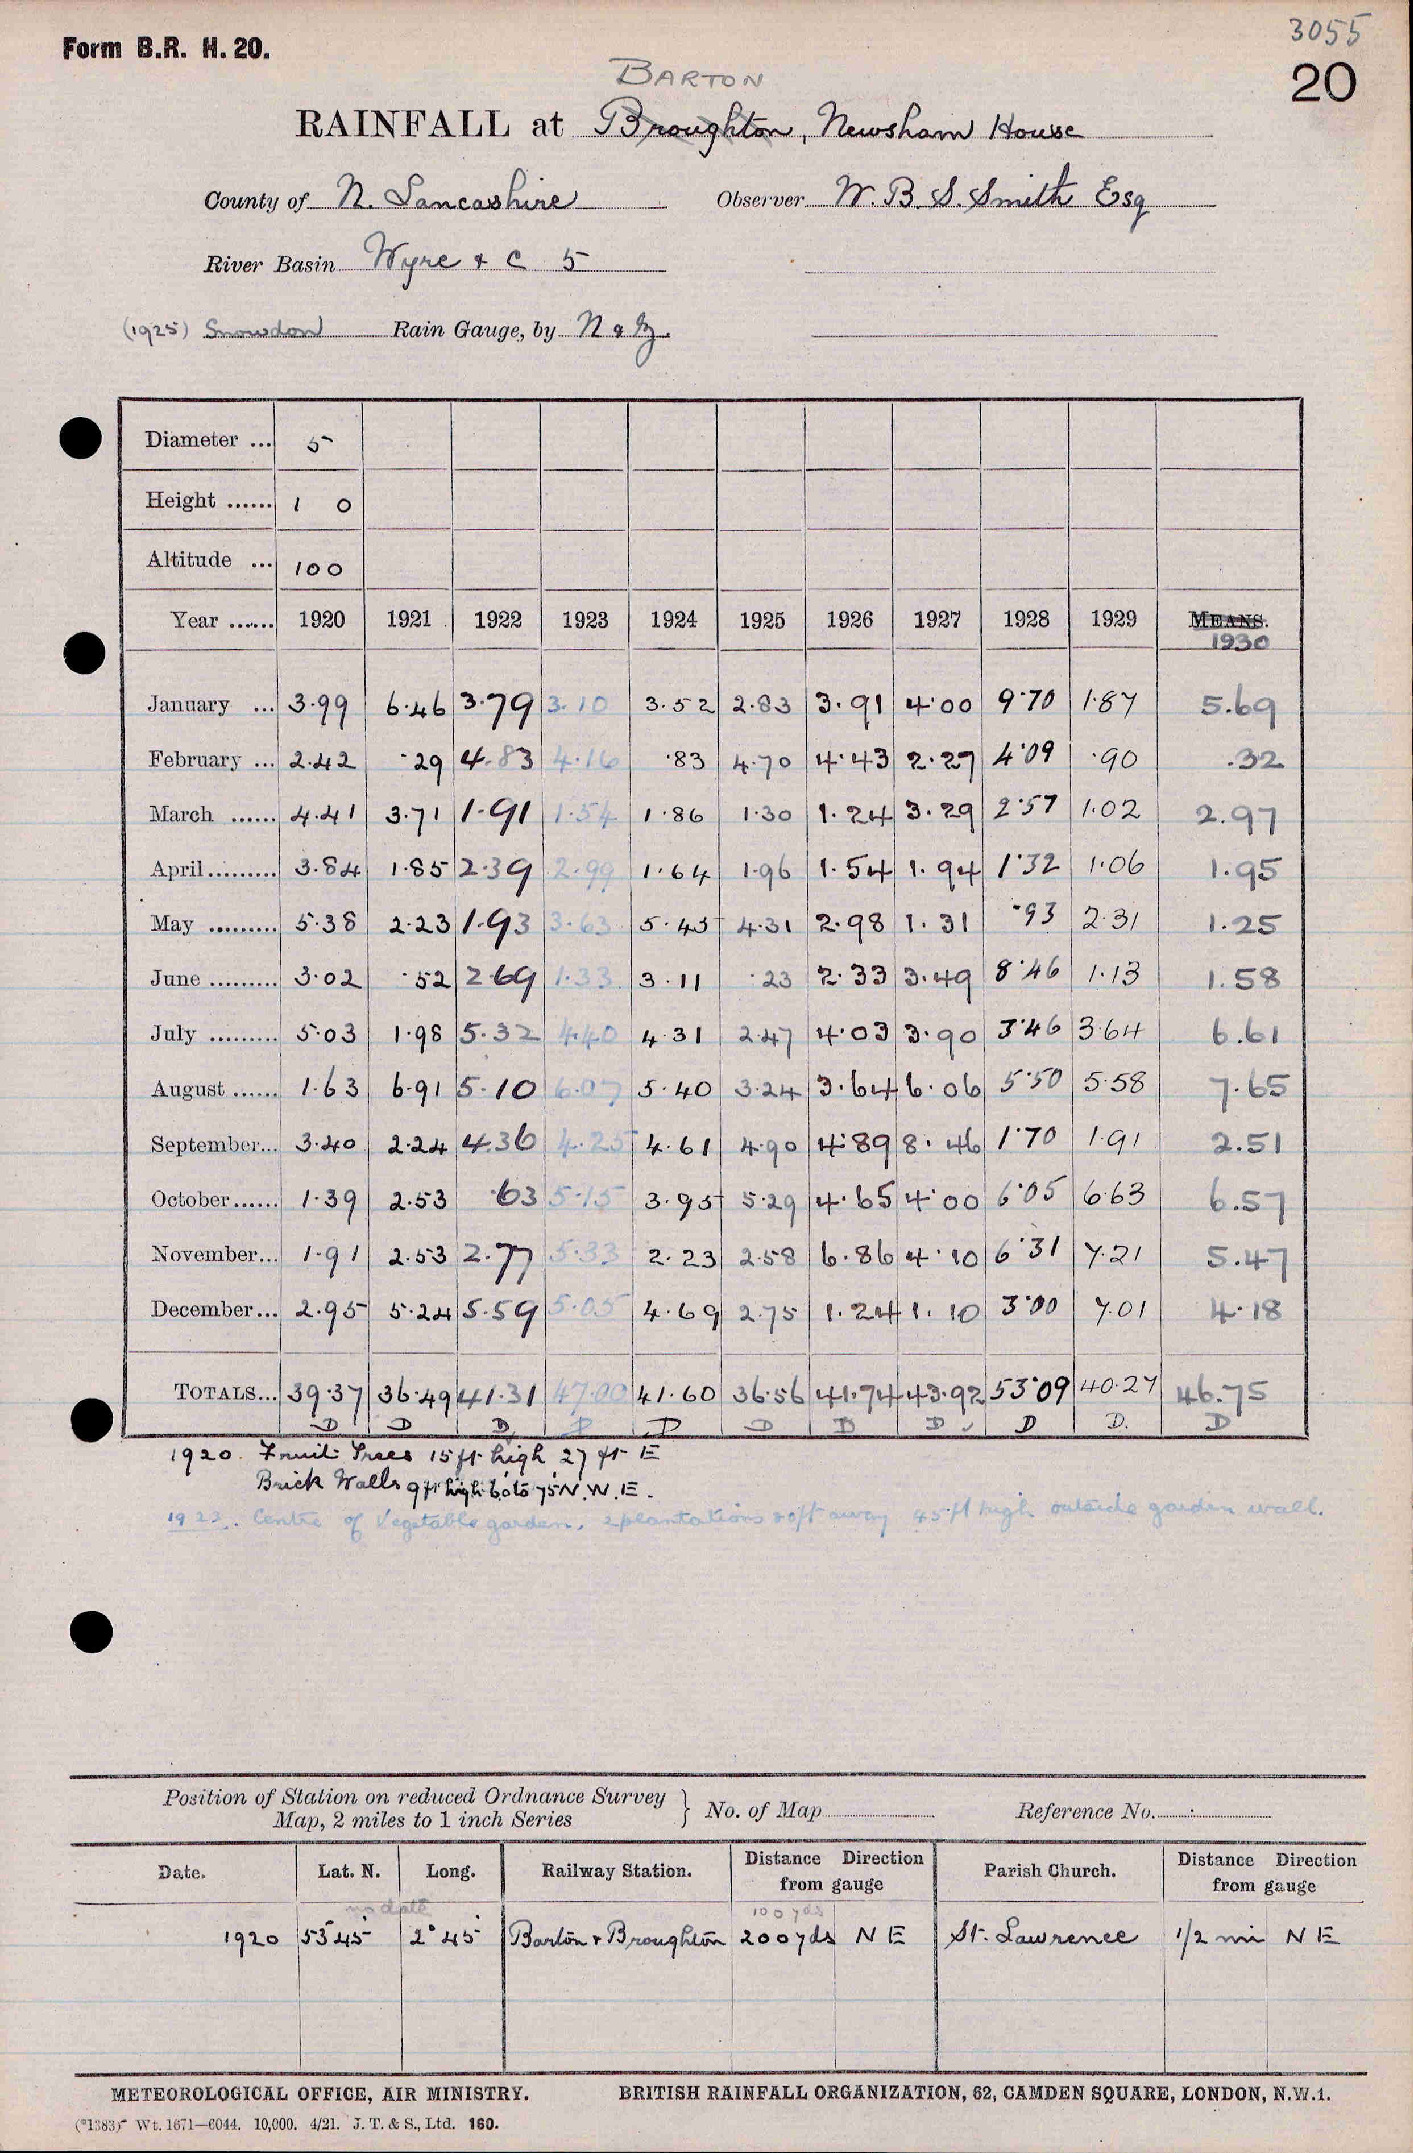 3055
Form B.R. H. 20.
20
BARTON
RAINFALL at Broughton, Newsham House
County of N. Lancashire Observer W. B. S. Smith Esq
River Basin Wyre & C 5
(1925) Snowdon Rain Gauge, by N & Z.
Diameter ... 5
Height ...... 1 0
Altitude ... 100
Year ...... 1920 1921 1922 1923 1924 1925 1926 1927 1928 1929 MEANS.
1930
January ... 3.99 6.46 3.79 3.10 3.52 2.83 3.91 4.00 9.70 1.87 5.69
February ... 2.42 .29 4.83 4.16 .83 4.70 4.43 2.27 4.09 .90 .32
March ...... 4.41 3.71 1.91 1.54 1.86 1.30 1.24 3.29 2.57 1.02 2.97
April......... 3.84 1.85 2.39 2.99 1.64 1.96 1.54 1.94 1.32 1.06 1.95
May ......... 5.38 2.23 1.93 3.63 5.45 4.31 2.98 1.31 .93 2.31 1.25
June ......... 3.02 .52 2.69 1.33 3.11 .23 2.33 3.49 8.46 1.13 1.58
July ......... 5.03 1.98 5.32 4.40 4.31 2.47 4.03 3.90 3.46 3.64 6.61
August ...... 1.63 6.91 5.10 6.07 5.40 3.24 3.64 6.06 5.50 5.58 7.65
September... 3.40 2.24 4.36 4.25 4.61 4.90 4.89 8.46 1.70 1.91 2.51
October...... 1.39 2.53 .63 5.15 3.95 5.29 4.65 4.00 6.05 6.63 6.57
November... 1.91 2.53 2.77 5.33 2.23 2.58 6.86 4.10 6.31 7.21 5.47
December... 2.95 5.24 5.59 5.05 4.69 2.75 1.24 1.10 3.00 7.01 4.18
TOTALS... 39.37 36.49 41.31 47.00 41.60 36.56 41.74 43.92 53.09 40.27 46.75
D D D D D D D D D D. D
1920. Fruit Trees 15 ft high 27 ft E
Brick Walls 9 ft high 60 to 75 N.W.E.
1923. Centre of Vegetable garden. 2 plantations 20ft away 45 ft high outside garden wall.
Position of Station on reduced Ordnance Survey
Map, 2 miles to 1 inch Series } No. of Map Reference No.
Date. Lat. N. Long. Railway Station. Distance Direction from gauge Parish Church. Distance Direction from gauge
no date 100 yds
1920 53°45' 2°45' Barton & Broughton 200 yds N E St. Lawrence 1/2 mi N E
METEOROLOGICAL OFFICE, AIR MINISTRY. BRITISH RAINFALL ORGANIZATION, 62, CAMDEN SQUARE, LONDON, N.W.1.
(*1383) Wt. 1671—6044. 10,000. 4/21. J. T. & S., Ltd. 160.